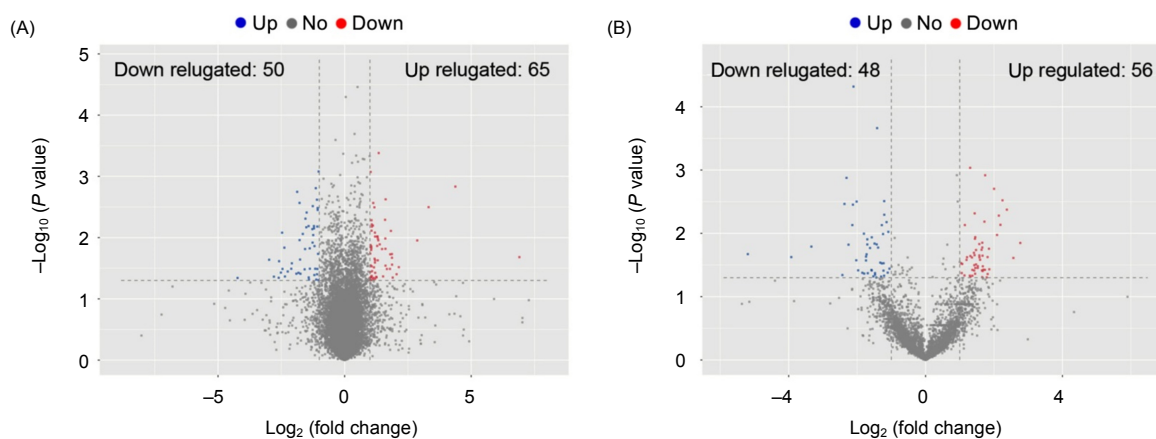 (A)
Up No Down
Down relugated: 50
Up relugated: 65
5
4
3
2
1
0
–5
0
5
–Log10 (P value)
Log2 (fold change)
(B)
Up No Down
Down relugated: 48
Up regulated: 56
4
3
2
1
0
–4
0
4
–Log10 (P value)
Log2 (fold change)